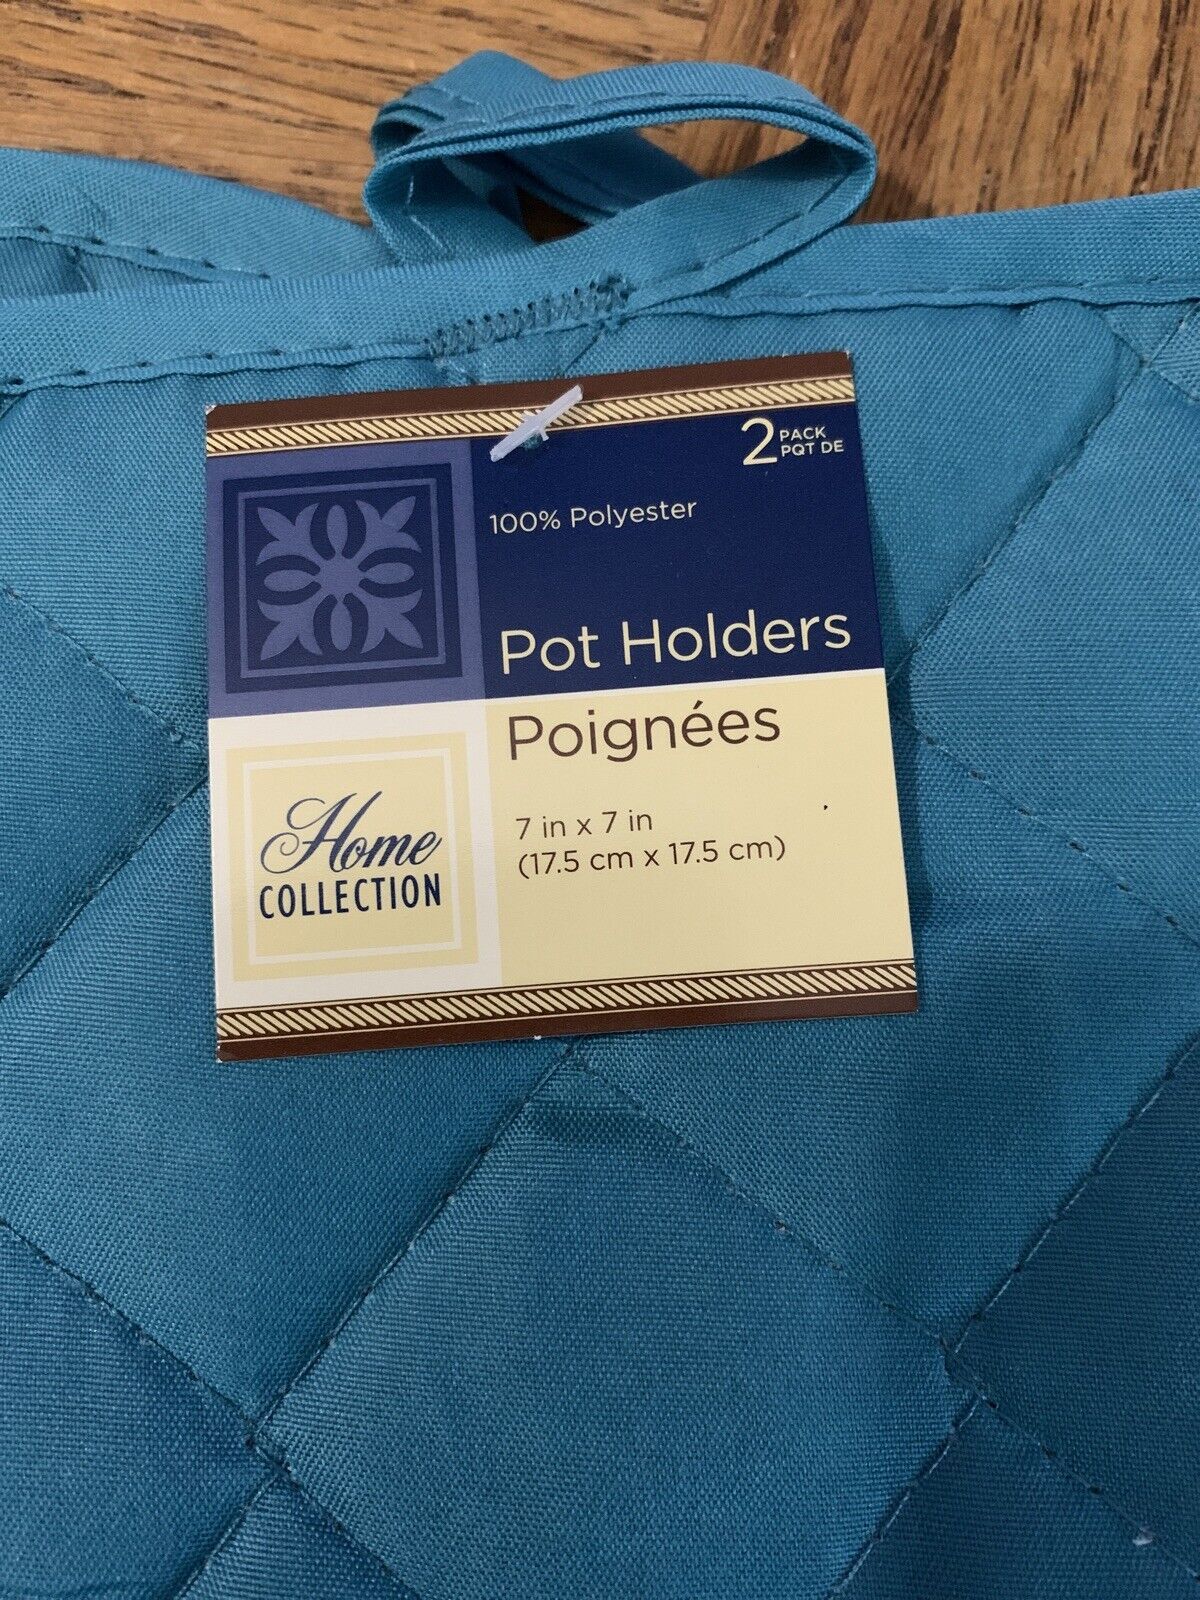 2 PACK
PQT DE
100% Polyester
Pot Holders
Poignées
7 in x 7 in
(17.5 cm x 17.5 cm)
Home
COLLECTION